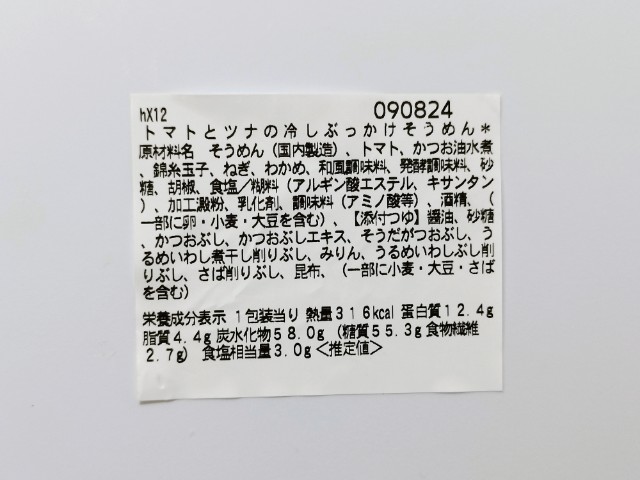 hX12 090824
トマトとツナの冷しぶっかけそうめん*
原材料名　そうめん（国内製造）、トマト、かつお油水煮
、錦糸玉子、ねぎ、わかめ、和風調味料、発酵調味料、砂
糖、胡椒、食塩／糊料（アルギン酸エステル、キサンタン
）、加工澱粉、乳化剤、調味料（アミノ酸等）、酒精、（
一部に卵・小麦・大豆を含む）、【添付つゆ】醤油、砂糖
、かつおぶし、かつおぶしエキス、そうだがつおぶし、う
るめいわし煮干し削りぶし、みりん、うるめいわしぶし削
りぶし、さば削りぶし、昆布、（一部に小麦・大豆・さば
を含む）
栄養成分表示 1包装当り 熱量316kcal 蛋白質12.4g
脂質4.4g 炭水化物58.0g（糖質55.3g 食物繊維
2.7g） 食塩相当量3.0g＜推定値＞